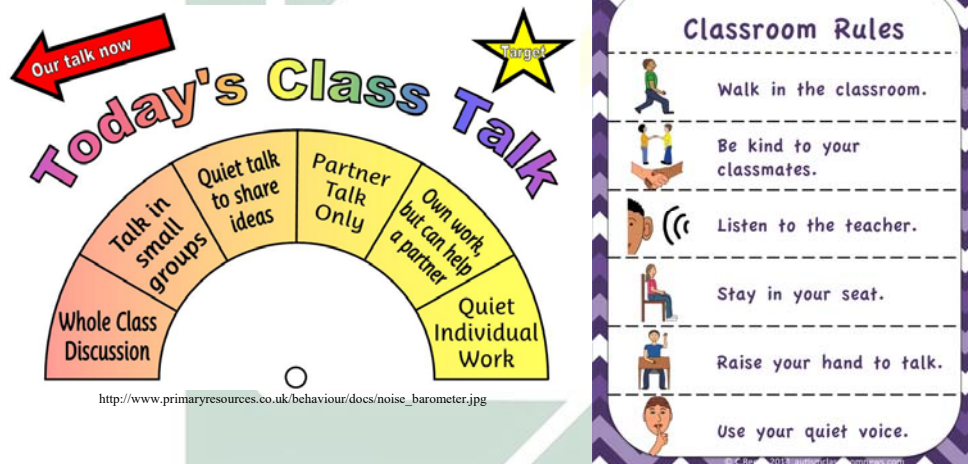 Our talk now
Target
Today's Class Talk
Whole Class
Discussion
Talk in
small
groups
Quiet talk
to share
ideas
Partner
Talk
Only
Own work,
but can help
a partner
Quiet
Individual
Work
http://www.primaryresources.co.uk/behaviour/docs/noise_barometer.jpg
Classroom Rules
Walk in the classroom.
Be kind to your
classmates.
Listen to the teacher.
Stay in your seat.
Raise your hand to talk.
Use your quiet voice.